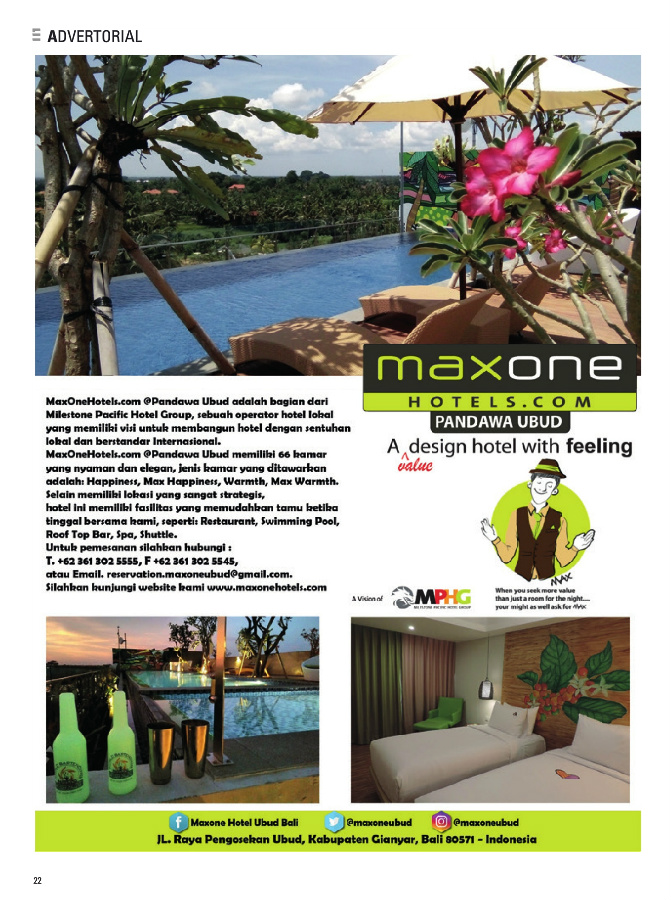 ADVERTORIAL
maxone
HOTELS.COM
PANDAWA UBUD
A design hotel with feeling
value
MaxOneHotels.com @Pandawa Ubud adalah bagian dari
Milestone Pacific Hotel Group, sebuah operator hotel lokal
yang memiliki visi untuk membangun hotel dengan sentuhan
lokal dan berstandar Internasional.
MaxOneHotels.com @Pandawa Ubud memiliki 66 kamar
yang nyaman dan elegan, jenis kamar yang ditawarkan
adalah: Happiness, Max Happiness, Warmth, Max Warmth.
Selain memiliki lokasi yang sangat strategis,
hotel ini memiliki fasilitas yang memudahkan tamu ketika
tinggal bersama kami, seperti: Restaurant, Swimming Pool,
Roof Top Bar, Spa, Shuttle.
Untuk pemesanan silahkan hubungi :
T. +62 361 302 5555, F +62 361 302 5545,
atau Email. reservation.maxoneubud@gmail.com.
Silahkan kunjungi website kami www.maxonehotels.com
A Vision of
MPHG
MILESTONE PACIFIC HOTEL GROUP
MAX
When you seek more value
than just a room for the night....
your might as well ask for MAX
Maxone Hotel Ubud Bali
@maxoneubud
@maxoneubud
JL. Raya Pengosekan Ubud, Kabupaten Gianyar, Bali 80571 - Indonesia
22